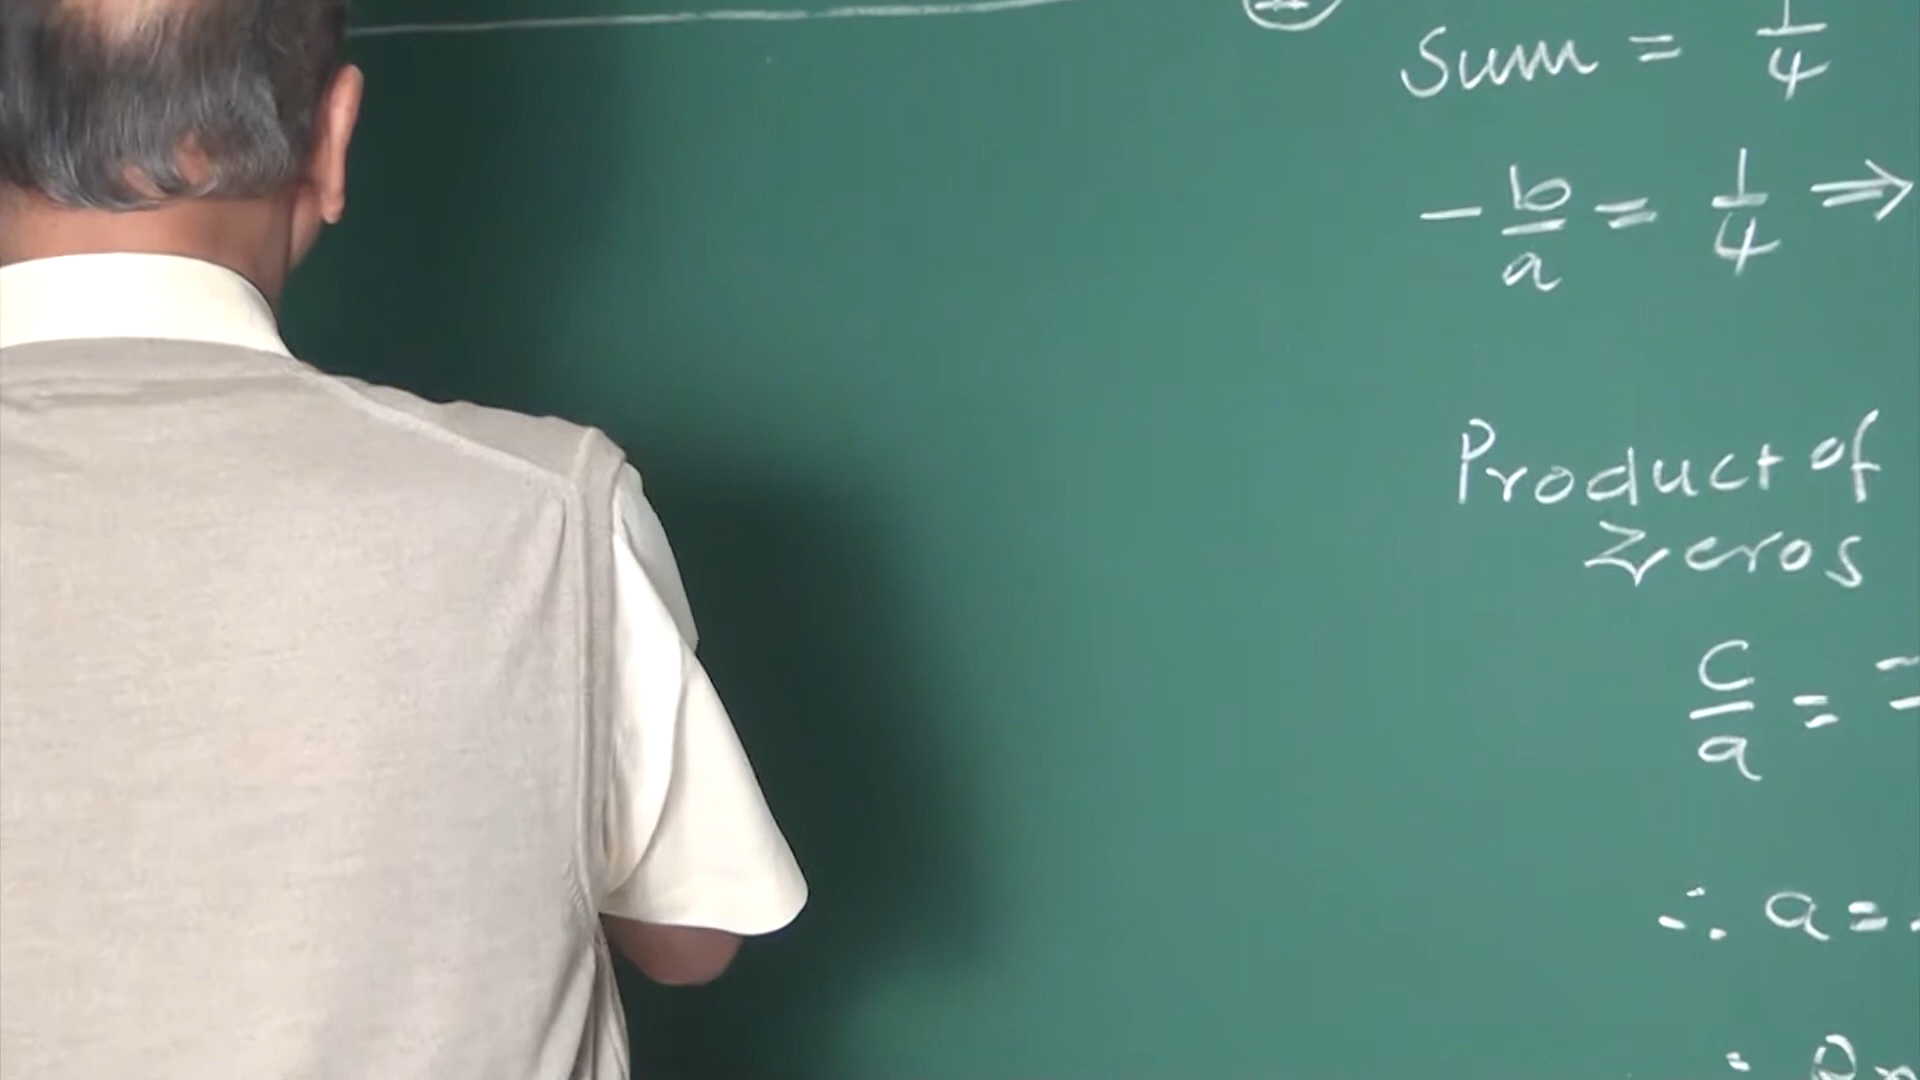 Sum = 1/4
- b/a = 1/4 ⇒
Product of
Zeros
c/a =
∴ a =